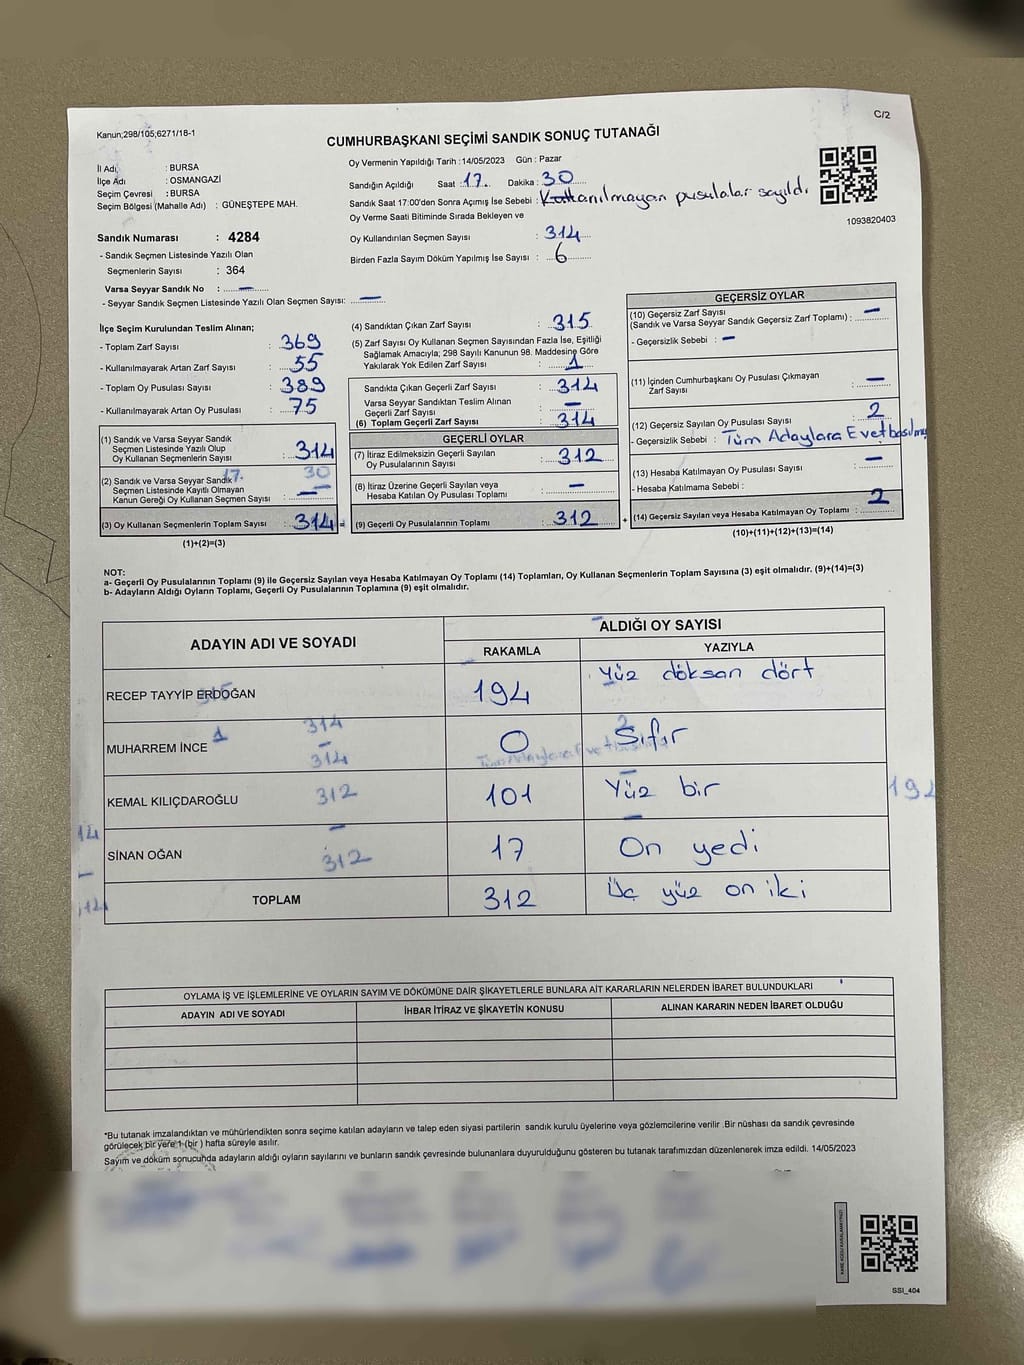 Kanun;298/105;6271/18-1
C/2
CUMHURBAŞKANI SEÇİMİ SANDIK SONUÇ TUTANAĞI
İl Adı : BURSA
İlçe Adı : OSMANGAZİ
Seçim Çevresi : BURSA
Seçim Bölgesi (Mahalle Adı) : GÜNEŞTEPE MAH.
Oy Vermenin Yapıldığı Tarih : 14/05/2023 Gün : Pazar
Sandığın Açıldığı Saat : 17 Dakika : 30
Sandık Saat 17:00'den Sonra Açımış İse Sebebi : Kullanılmayan pusulalar sayıldı.
Oy Verme Saati Bitiminde Sırada Bekleyen ve
Oy Kullandırılan Seçmen Sayısı : 314
Birden Fazla Sayım Döküm Yapılmış İse Sayısı : 6
1093820403
Sandık Numarası : 4284
- Sandık Seçmen Listesinde Yazılı Olan
Seçmenlerin Sayısı : 364
Varsa Seyyar Sandık No : —
- Seyyar Sandık Seçmen Listesinde Yazılı Olan Seçmen Sayısı: —
İlçe Seçim Kurulundan Teslim Alınan;
- Toplam Zarf Sayısı : 369
- Kullanılmayarak Artan Zarf Sayısı : 55
- Toplam Oy Pusulası Sayısı : 389
- Kullanılmayarak Artan Oy Pusulası : 75
(1) Sandık ve Varsa Seyyar Sandık
Seçmen Listesinde Yazılı Olup
Oy Kullanan Seçmenlerin Sayısı : 314
(2) Sandık ve Varsa Seyyar Sandık 17. 30
Seçmen Listesinde Kayıtlı Olmayan
Kanun Gereği Oy Kullanan Seçmen Sayısı : —
(3) Oy Kullanan Seçmenlerin Toplam Sayısı : 314 =
(1)+(2)=(3)
(4) Sandıktan Çıkan Zarf Sayısı : 315
(5) Zarf Sayısı Oy Kullanan Seçmen Sayısından Fazla İse, Eşitliği
Sağlamak Amacıyla; 298 Sayılı Kanunun 98. Maddesine Göre
Yakılarak Yok Edilen Zarf Sayısı : 1
Sandıkta Çıkan Geçerli Zarf Sayısı : 314
Varsa Seyyar Sandıktan Teslim Alınan
Geçerli Zarf Sayısı : —
(6) Toplam Geçerli Zarf Sayısı : 314
GEÇERLİ OYLAR
(7) İtiraz Edilmeksizin Geçerli Sayılan
Oy Pusulalarının Sayısı : 312
(8) İtiraz Üzerine Geçerli Sayılan veya
Hesaba Katılan Oy Pusulası Toplamı : —
(9) Geçerli Oy Pusulalarının Toplamı : 312 +
GEÇERSİZ OYLAR
(10) Geçersiz Zarf Sayısı
(Sandık ve Varsa Seyyar Sandık Geçersiz Zarf Toplamı) : —
- Geçersizlik Sebebi : —
(11) İçinden Cumhurbaşkanı Oy Pusulası Çıkmayan
Zarf Sayısı : —
(12) Geçersiz Sayılan Oy Pusulası Sayısı : 2
- Geçersizlik Sebebi : Tüm Adaylara Evet basılmış
(13) Hesaba Katılmayan Oy Pusulası Sayısı : —
- Hesaba Katılmama Sebebi :
(14) Geçersiz Sayılan veya Hesaba Katılmayan Oy Toplamı : 2
(10)+(11)+(12)+(13)=(14)
NOT:
a- Geçerli Oy Pusulalarının Toplamı (9) ile Geçersiz Sayılan veya Hesaba Katılmayan Oy Toplamı (14) Toplamları, Oy Kullanan Seçmenlerin Toplam Sayısına (3) eşit olmalıdır. (9)+(14)=(3)
b- Adayların Aldığı Oyların Toplamı, Geçerli Oy Pusulalarının Toplamına (9) eşit olmalıdır.
ADAYIN ADI VE SOYADI
ALDIĞI OY SAYISI
RAKAMLA YAZIYLA
RECEP TAYYİP ERDOĞAN 194 Yüz doksan dört
315
MUHARREM İNCE 1 314 0 Sıfır 2
314 Tüm Adaylara Evet basılmış
KEMAL KILIÇDAROĞLU 312 101 Yüz bir 192
14
SİNAN OĞAN 312 17 On yedi
TOPLAM 312 Üç yüz on iki
OYLAMA İŞ VE İŞLEMLERİNE VE OYLARIN SAYIM VE DÖKÜMÜNE DAİR ŞİKAYETLERLE BUNLARA AİT KARARLARIN NELERDEN İBARET BULUNDUKLARI
ADAYIN ADI VE SOYADI İHBAR İTİRAZ VE ŞİKAYETİN KONUSU ALINAN KARARIN NEDEN İBARET OLDUĞU
*Bu tutanak imzalandıktan ve mühürlendikten sonra seçime katılan adayların ve talep eden siyasi partilerin sandık kurulu üyelerine veya gözlemcilerine verilir .Bir nüshası da sandık çevresinde
görülecek bir yere 1 (bir ) hafta süreyle asılır.
Sayım ve döküm sonucunda adayların aldığı oyların sayılarını ve bunların sandık çevresinde bulunanlara duyurulduğunu gösteren bu tutanak tarafımızdan düzenlenerek imza edildi. 14/05/2023
SSI_404